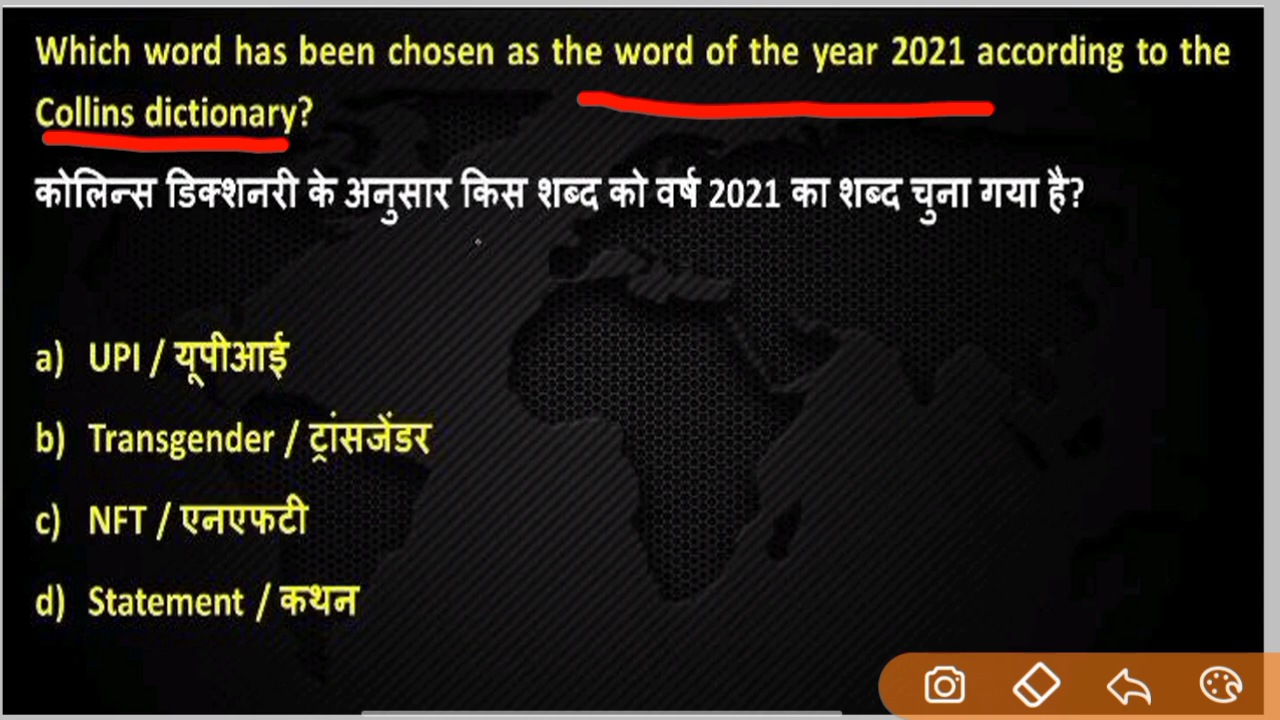 Which word has been chosen as the word of the year 2021 according to the
Collins dictionary?
कोलिन्स डिक्शनरी के अनुसार किस शब्द को वर्ष 2021 का शब्द चुना गया है?
a) UPI / यूपीआई
b) Transgender / ट्रांसजेंडर
c) NFT / एनएफटी
d) Statement / कथन